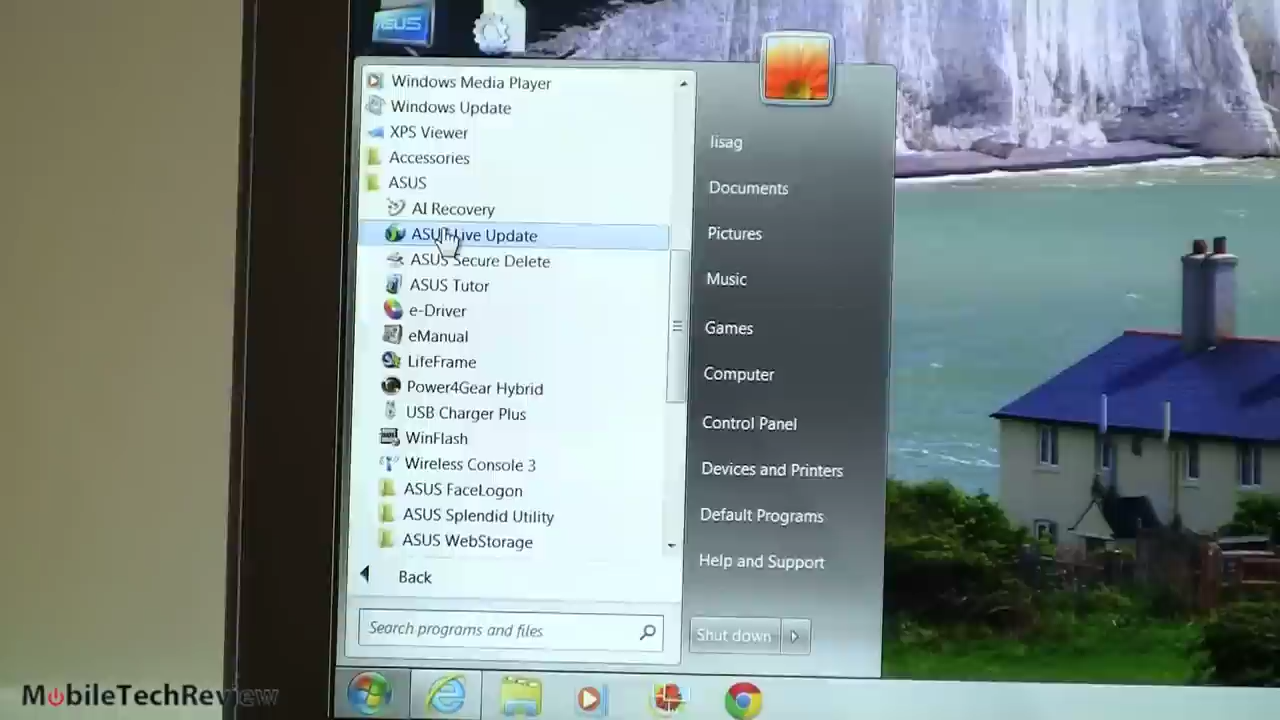 ASUS
Windows Media Player
Windows Update
XPS Viewer
Accessories
ASUS
AI Recovery
ASUS Live Update
ASUS Secure Delete
ASUS Tutor
e-Driver
eManual
LifeFrame
Power4Gear Hybrid
USB Charger Plus
WinFlash
Wireless Console 3
ASUS FaceLogon
ASUS Splendid Utility
ASUS WebStorage
Back
Search programs and files
lisag
Documents
Pictures
Music
Games
Computer
Control Panel
Devices and Printers
Default Programs
Help and Support
Shut down
MobileTechReview